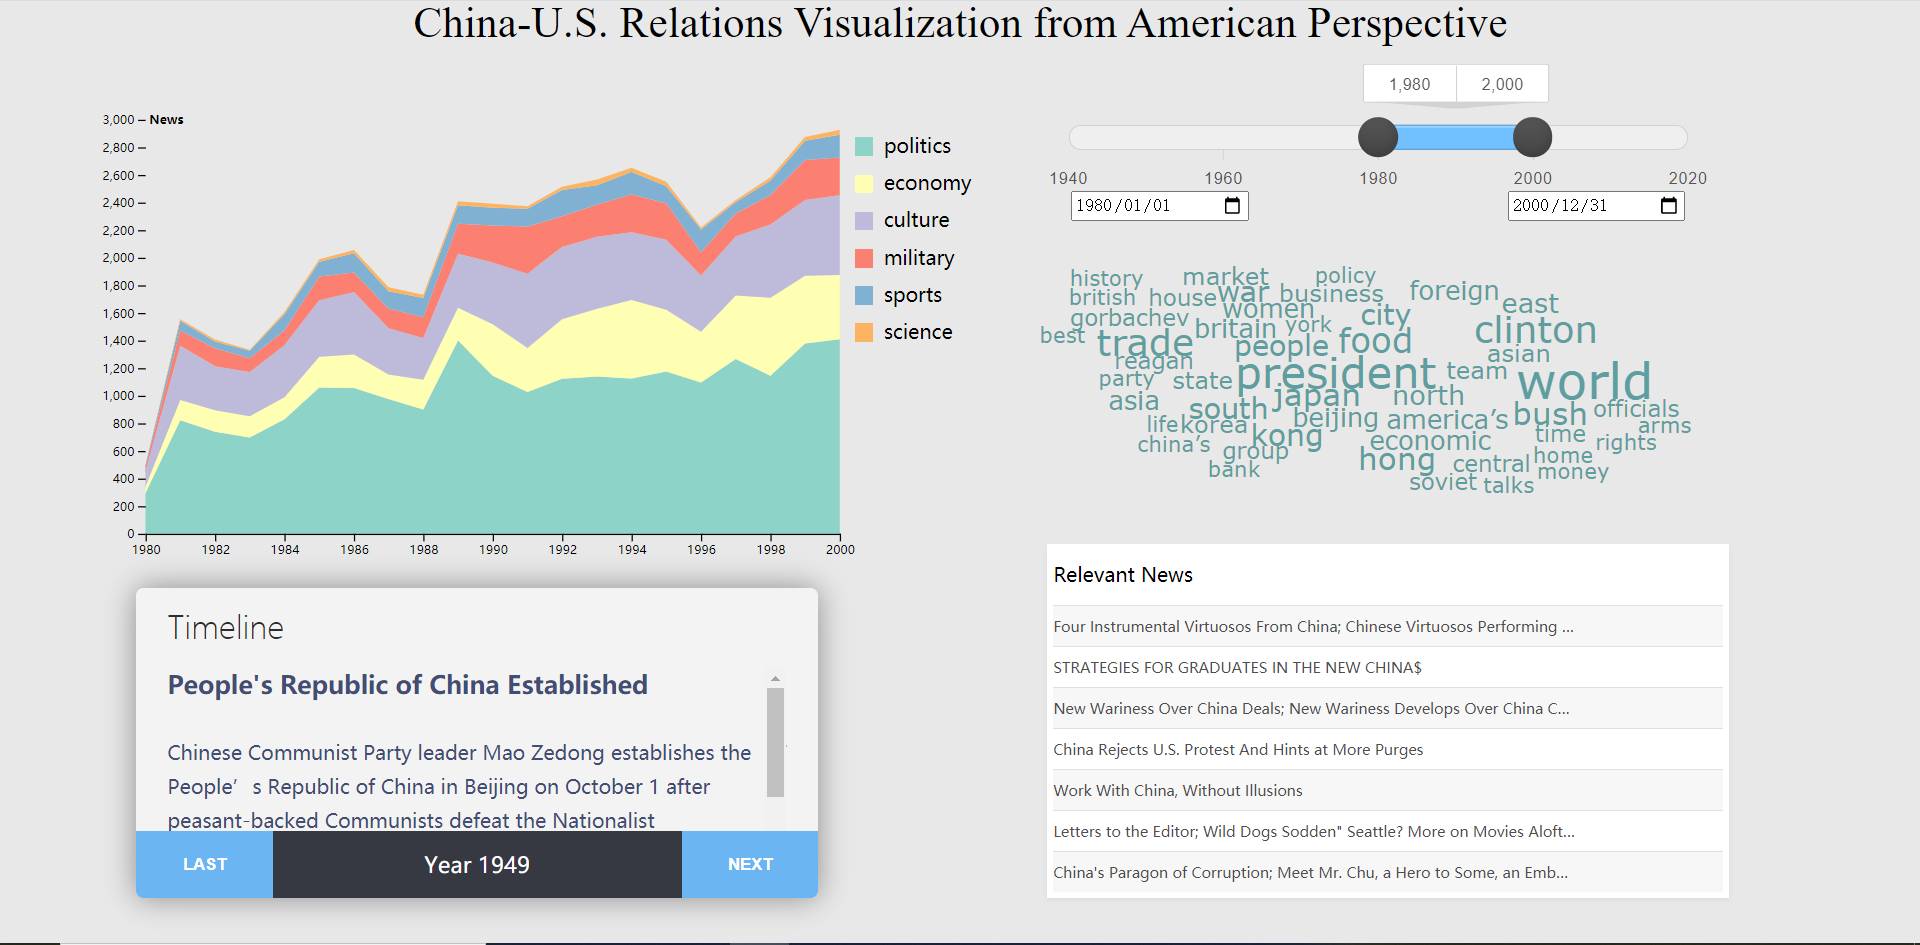 China-U.S. Relations Visualization from American Perspective
1,980 2,000
1940 1960 1980 2000 2020
1980/01/01 2000/12/31
News
3,000
2,800
2,600
2,400
2,200
2,000
1,800
1,600
1,400
1,200
1,000
800
600
400
200
0
1980 1982 1984 1986 1988 1990 1992 1994 1996 1998 2000
politics
economy
culture
military
sports
science
history market policy
british house war business foreign east
gorbachev women city
best trade britain york food clinton
people asian
reagan president team world
party state japan north
asia south beijing america's bush officials
life korea kong economic time arms
china's group hong central home rights
bank soviet talks money
Timeline
People's Republic of China Established
Chinese Communist Party leader Mao Zedong establishes the
People’s Republic of China in Beijing on October 1 after
peasant-backed Communists defeat the Nationalist
LAST Year 1949 NEXT
Relevant News
Four Instrumental Virtuosos From China; Chinese Virtuosos Performing ...
STRATEGIES FOR GRADUATES IN THE NEW CHINA$
New Wariness Over China Deals; New Wariness Develops Over China C...
China Rejects U.S. Protest And Hints at More Purges
Work With China, Without Illusions
Letters to the Editor; Wild Dogs Sodden" Seattle? More on Movies Aloft...
China's Paragon of Corruption; Meet Mr. Chu, a Hero to Some, an Emb...